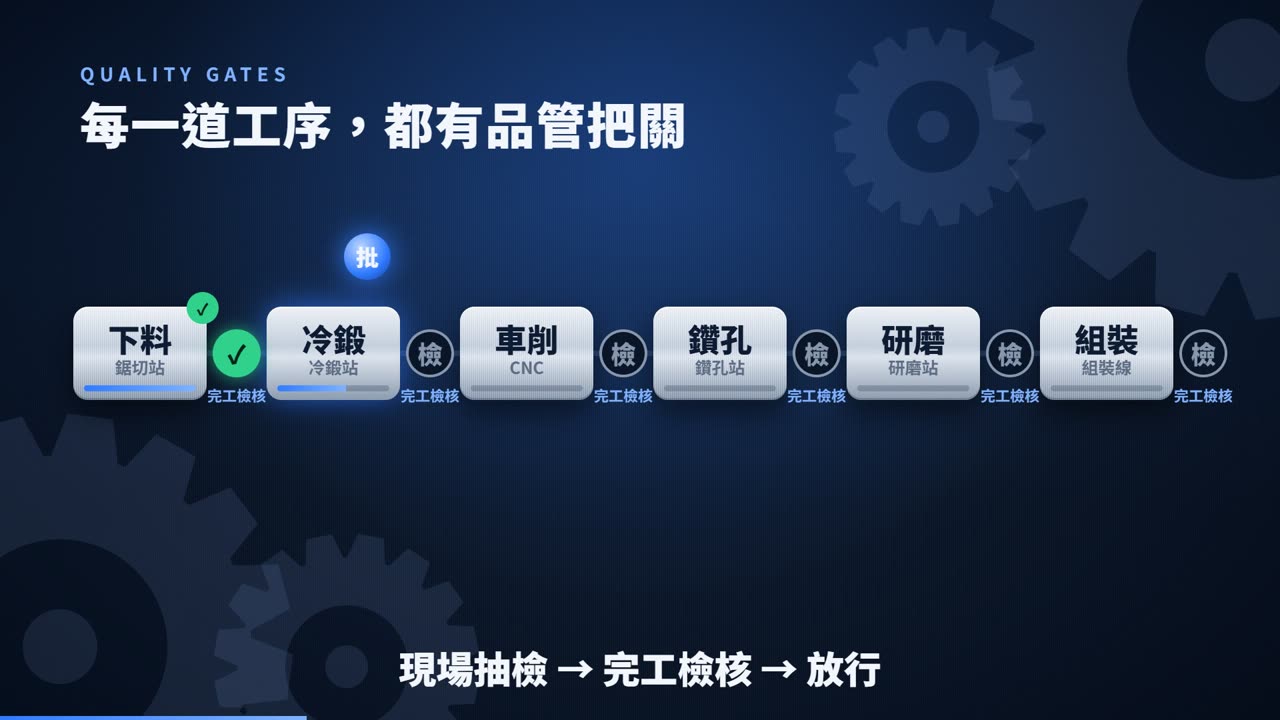 QUALITY GATES
每一道工序，都有品管把關
批
下料
鋸切站
✓
✓
完工檢核
冷鍛
冷鍛站
檢
完工檢核
車削
CNC
檢
完工檢核
鑽孔
鑽孔站
檢
完工檢核
研磨
研磨站
檢
完工檢核
組裝
組裝線
檢
完工檢核
現場抽檢 → 完工檢核 → 放行